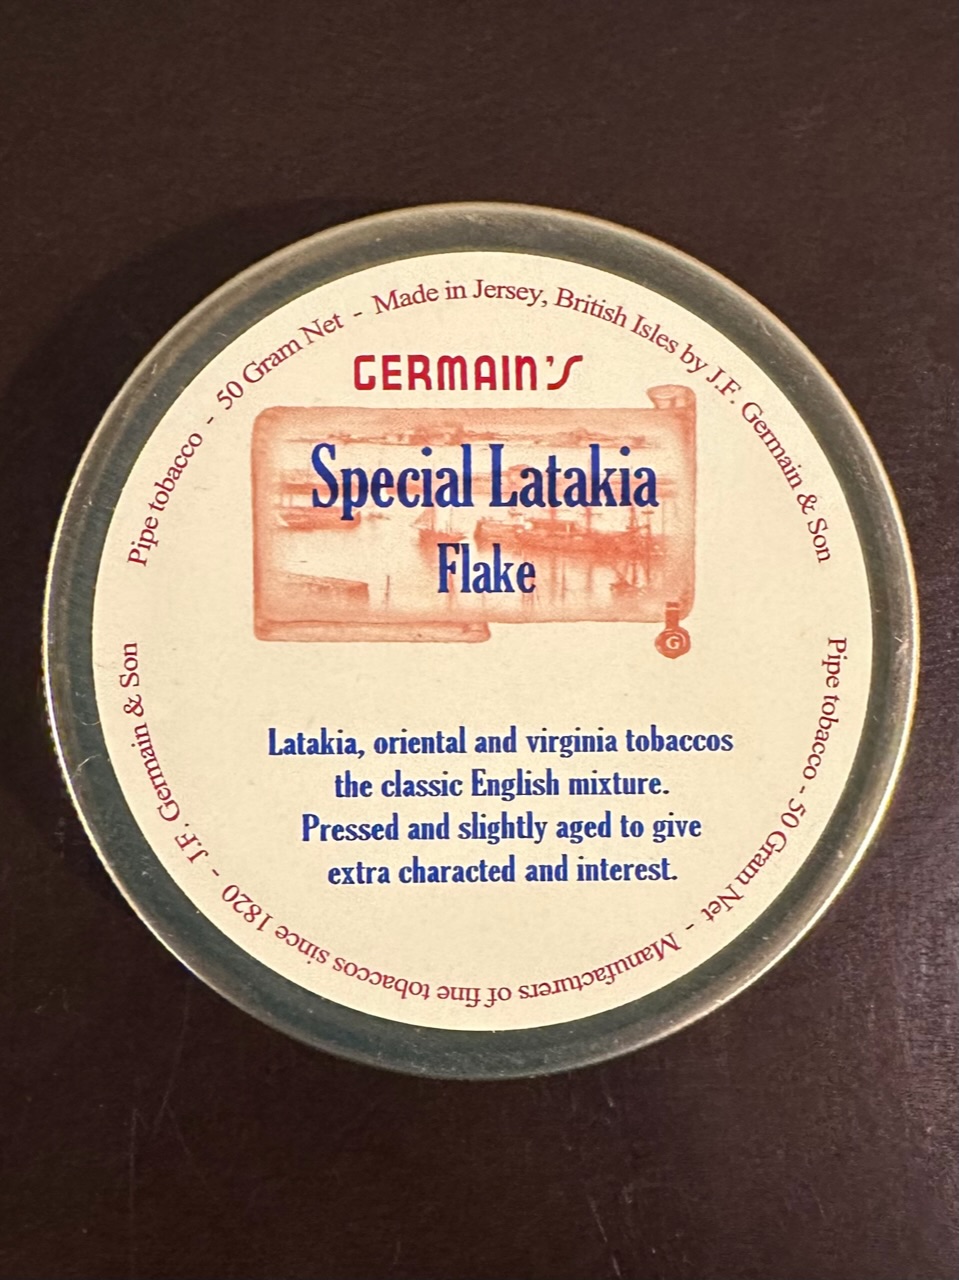 Pipe tobacco - 50 Gram Net - Made in Jersey, British Isles by J.F. Germain & Son
GERMAIN'S
Special Latakia
Flake
G
Latakia, oriental and virginia tobaccos
the classic English mixture.
Pressed and slightly aged to give
extra characted and interest.
Pipe tobacco - 50 Gram Net - Manufacturers of fine tobaccos since 1820 - J.F. Germain & Son